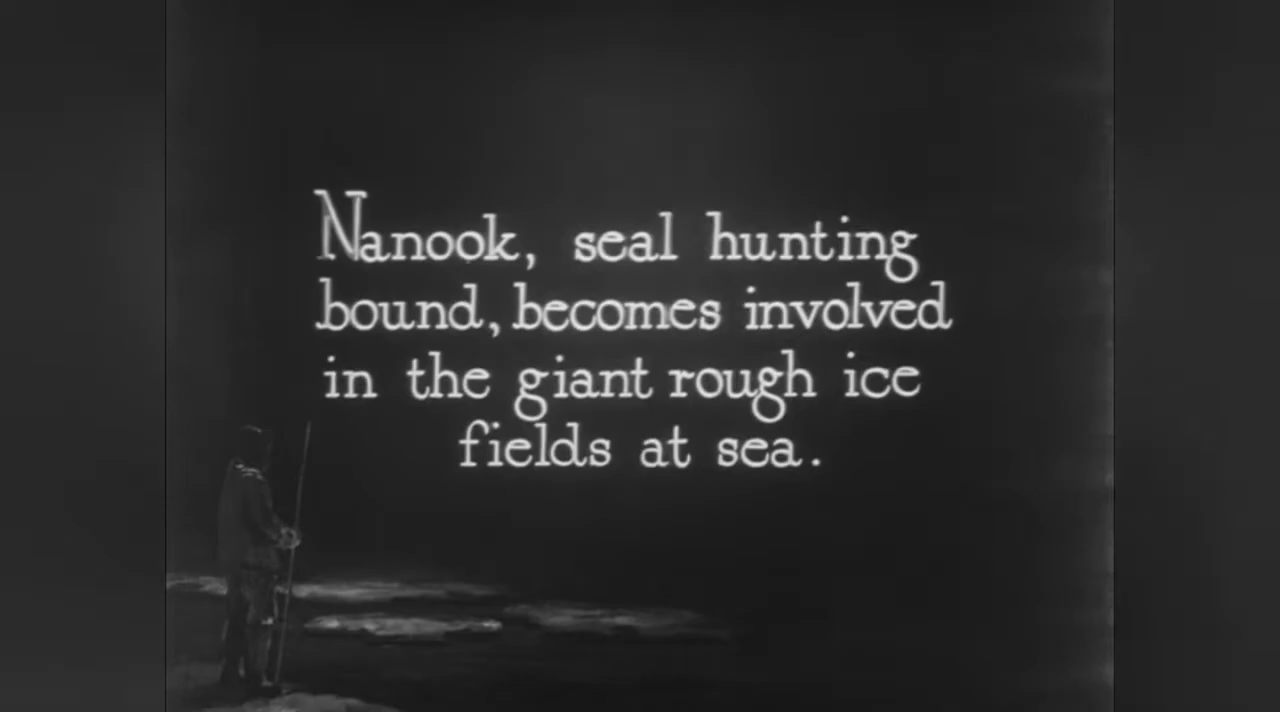 Nanook, seal hunting
bound, becomes involved
in the giant rough ice
fields at sea.